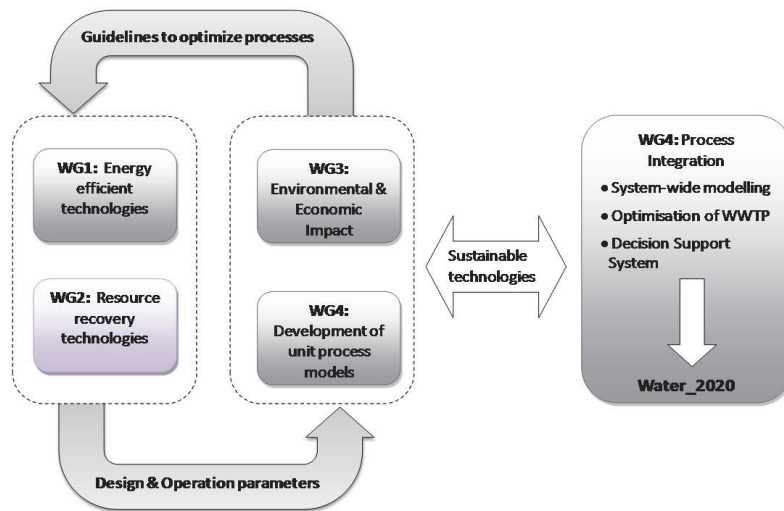 Guidelines to optimize processes
WG1: Energy
efficient
technologies
WG2: Resource
recovery
technologies
WG3:
Environmental &
Economic
Impact
WG4:
Development of
unit process
models
Design & Operation parameters
Sustainable
technologies
WG4: Process
Integration
• System-wide modelling
• Optimisation of WWTP
• Decision Support
System
Water_2020